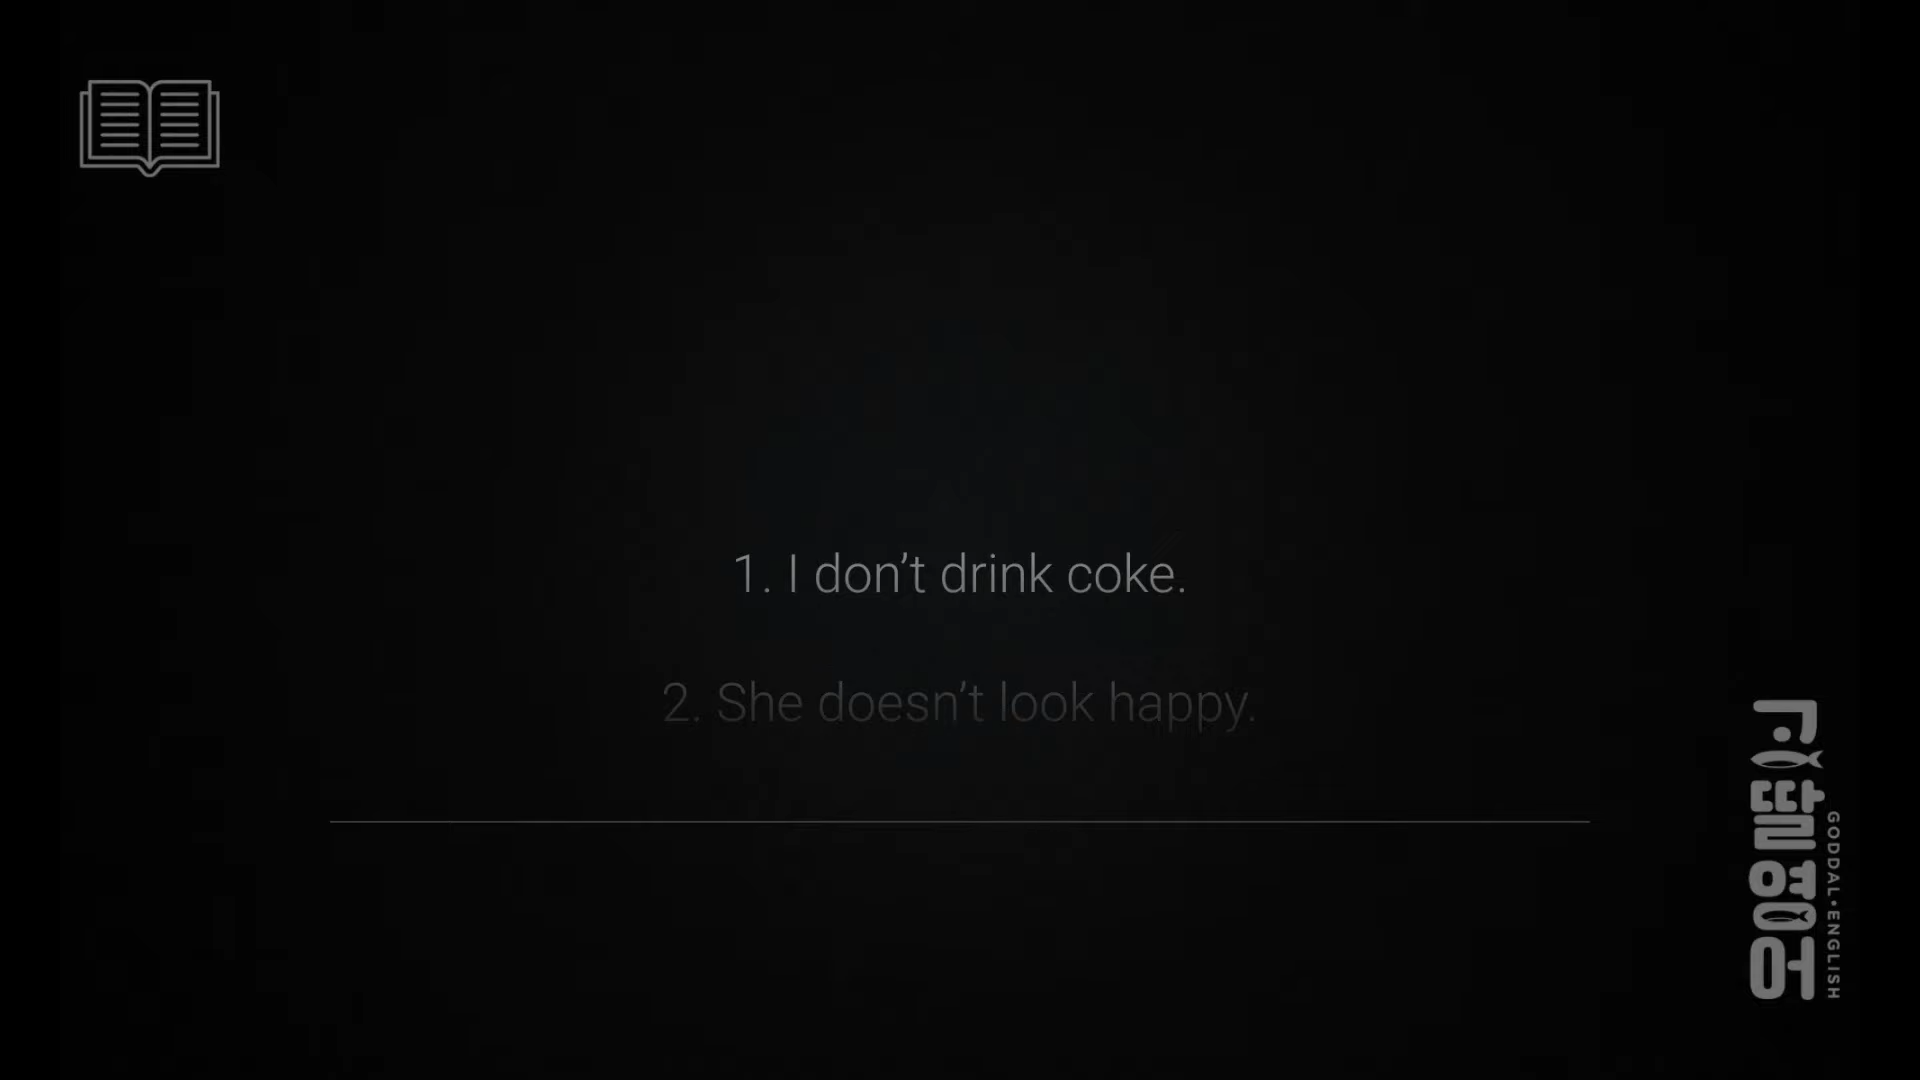 1. I don’t drink coke.
2. She doesn’t look happy.
고딸영어
GODDAL•ENGLISH